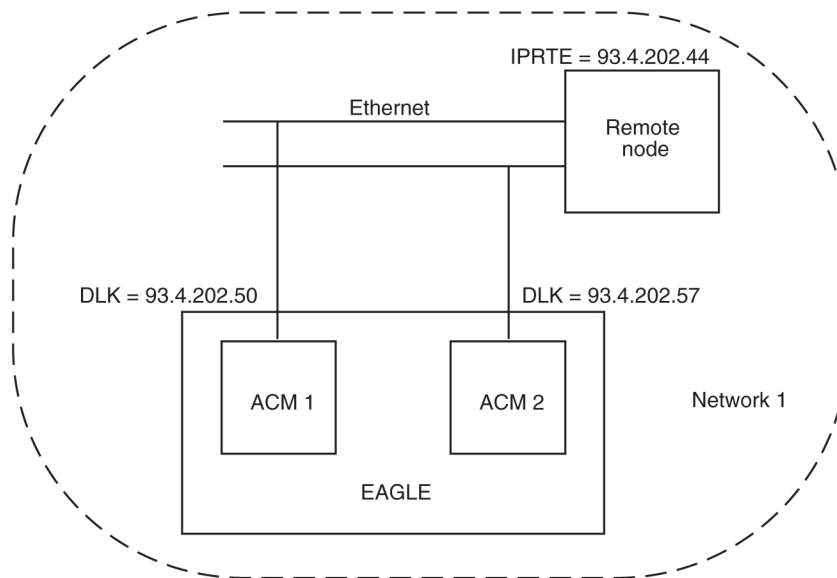 IPRTE = 93.4.202.44
Ethernet
Remote
node
DLK = 93.4.202.50
DLK = 93.4.202.57
ACM 1
ACM 2
Network 1
EAGLE